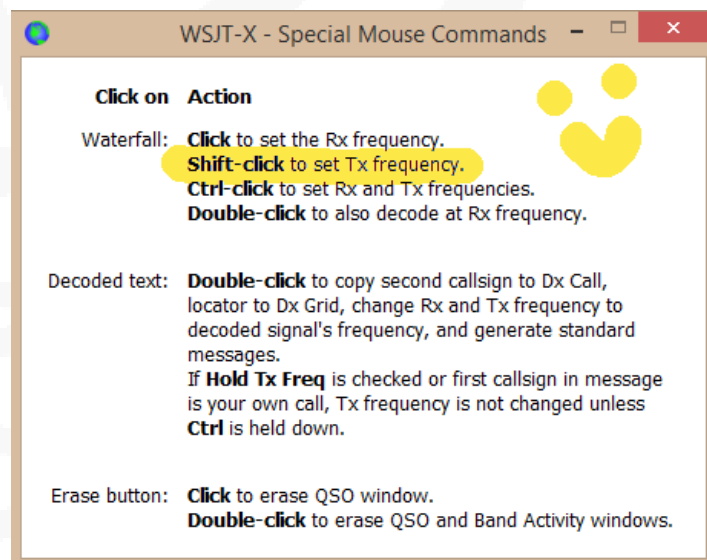 WSJT-X - Special Mouse Commands
Click on Action
Waterfall: Click to set the Rx frequency.
Shift-click to set Tx frequency.
Ctrl-click to set Rx and Tx frequencies.
Double-click to also decode at Rx frequency.
Decoded text: Double-click to copy second callsign to Dx Call,
locator to Dx Grid, change Rx and Tx frequency to
decoded signal's frequency, and generate standard
messages.
If Hold Tx Freq is checked or first callsign in message
is your own call, Tx frequency is not changed unless
Ctrl is held down.
Erase button: Click to erase QSO window.
Double-click to erase QSO and Band Activity windows.